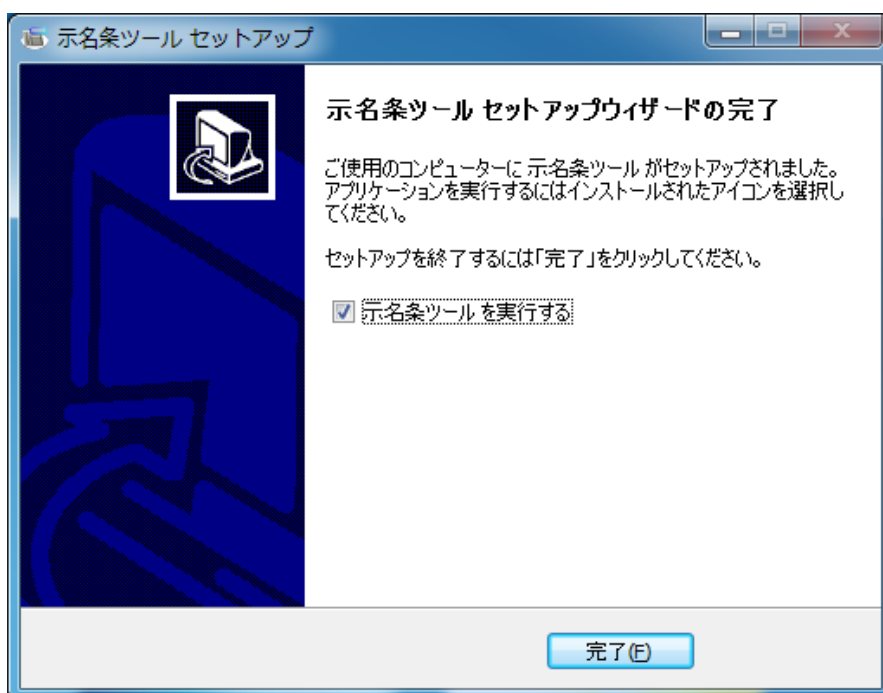 示名条ツール セットアップ
示名条ツール セットアップウィザードの完了
ご使用のコンピューターに 示名条ツール がセットアップされました。
アプリケーションを実行するにはインストールされたアイコンを選択し
てください。
セットアップを終了するには「完了」をクリックしてください。
示名条ツール を実行する
完了(F)